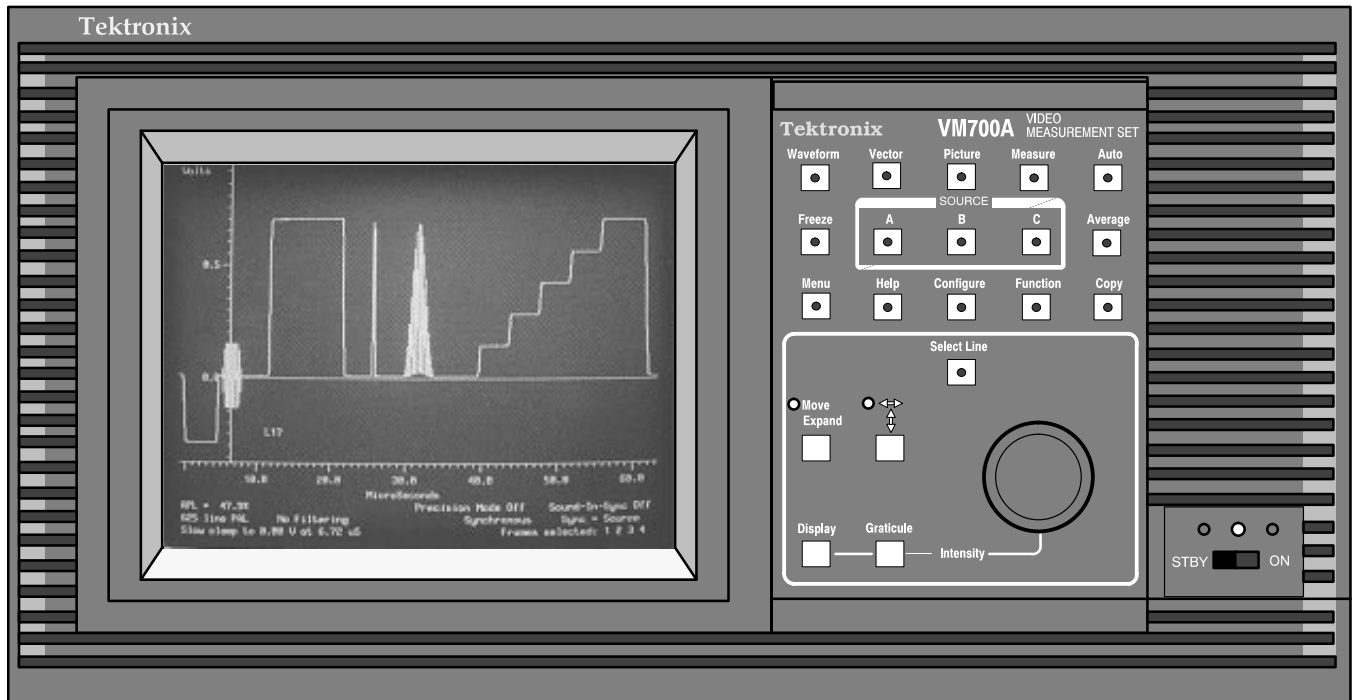 Tektronix
Tektronix VM700A VIDEO MEASUREMENT SET
Waveform Vector Picture Measure Auto
SOURCE
Freeze A B C Average
Menu Help Configure Function Copy
Select Line
Move
Expand
Display Graticule Intensity
STBY ON
Volts
0.5
0.0
L17
10.0 20.0 30.0 40.0 50.0 60.0
MicroSeconds
APL = 47.9% Precision Mode Off Sound-In-Sync Off
625 line PAL No Filtering Synchronous Sync = Source
Slow clamp to 0.00 V at 6.72 uS Frames selected: 1 2 3 4